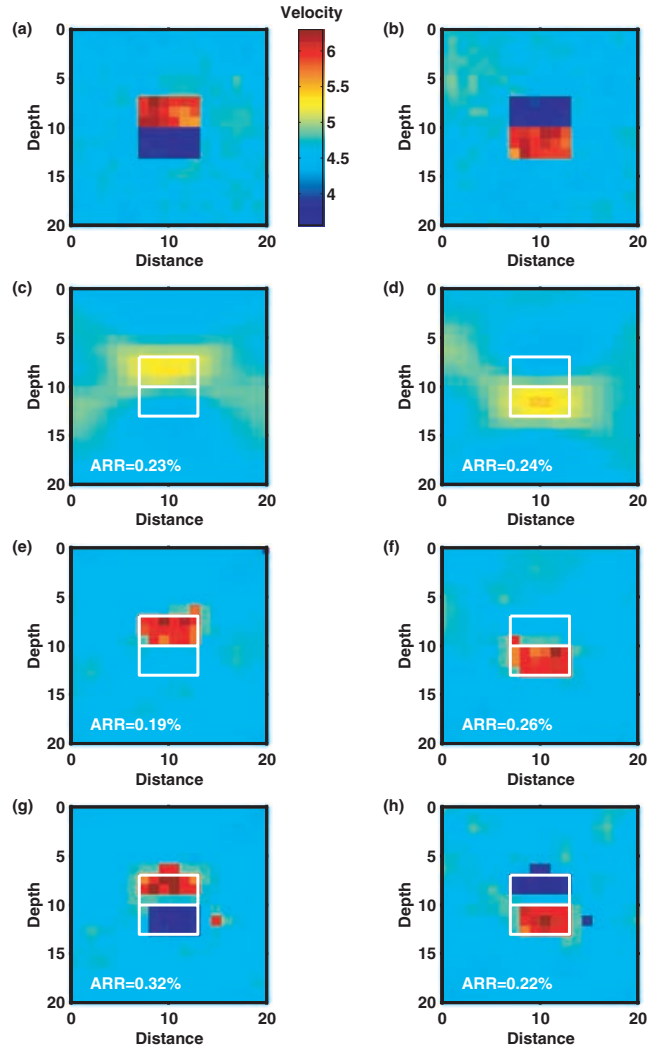 Velocity
(a)
(b)
0
5
10
15
20
Depth
0
10
20
Distance
6
5.5
5
4.5
4
0
5
10
15
20
Depth
0
10
20
Distance
(c)
(d)
0
5
10
15
20
Depth
ARR=0.23%
0
10
20
Distance
0
5
10
15
20
Depth
ARR=0.24%
0
10
20
Distance
(e)
(f)
0
5
10
15
20
Depth
ARR=0.19%
0
10
20
Distance
0
5
10
15
20
Depth
ARR=0.26%
0
10
20
Distance
(g)
(h)
0
5
10
15
20
Depth
ARR=0.32%
0
10
20
Distance
0
5
10
15
20
Depth
ARR=0.22%
0
10
20
Distance